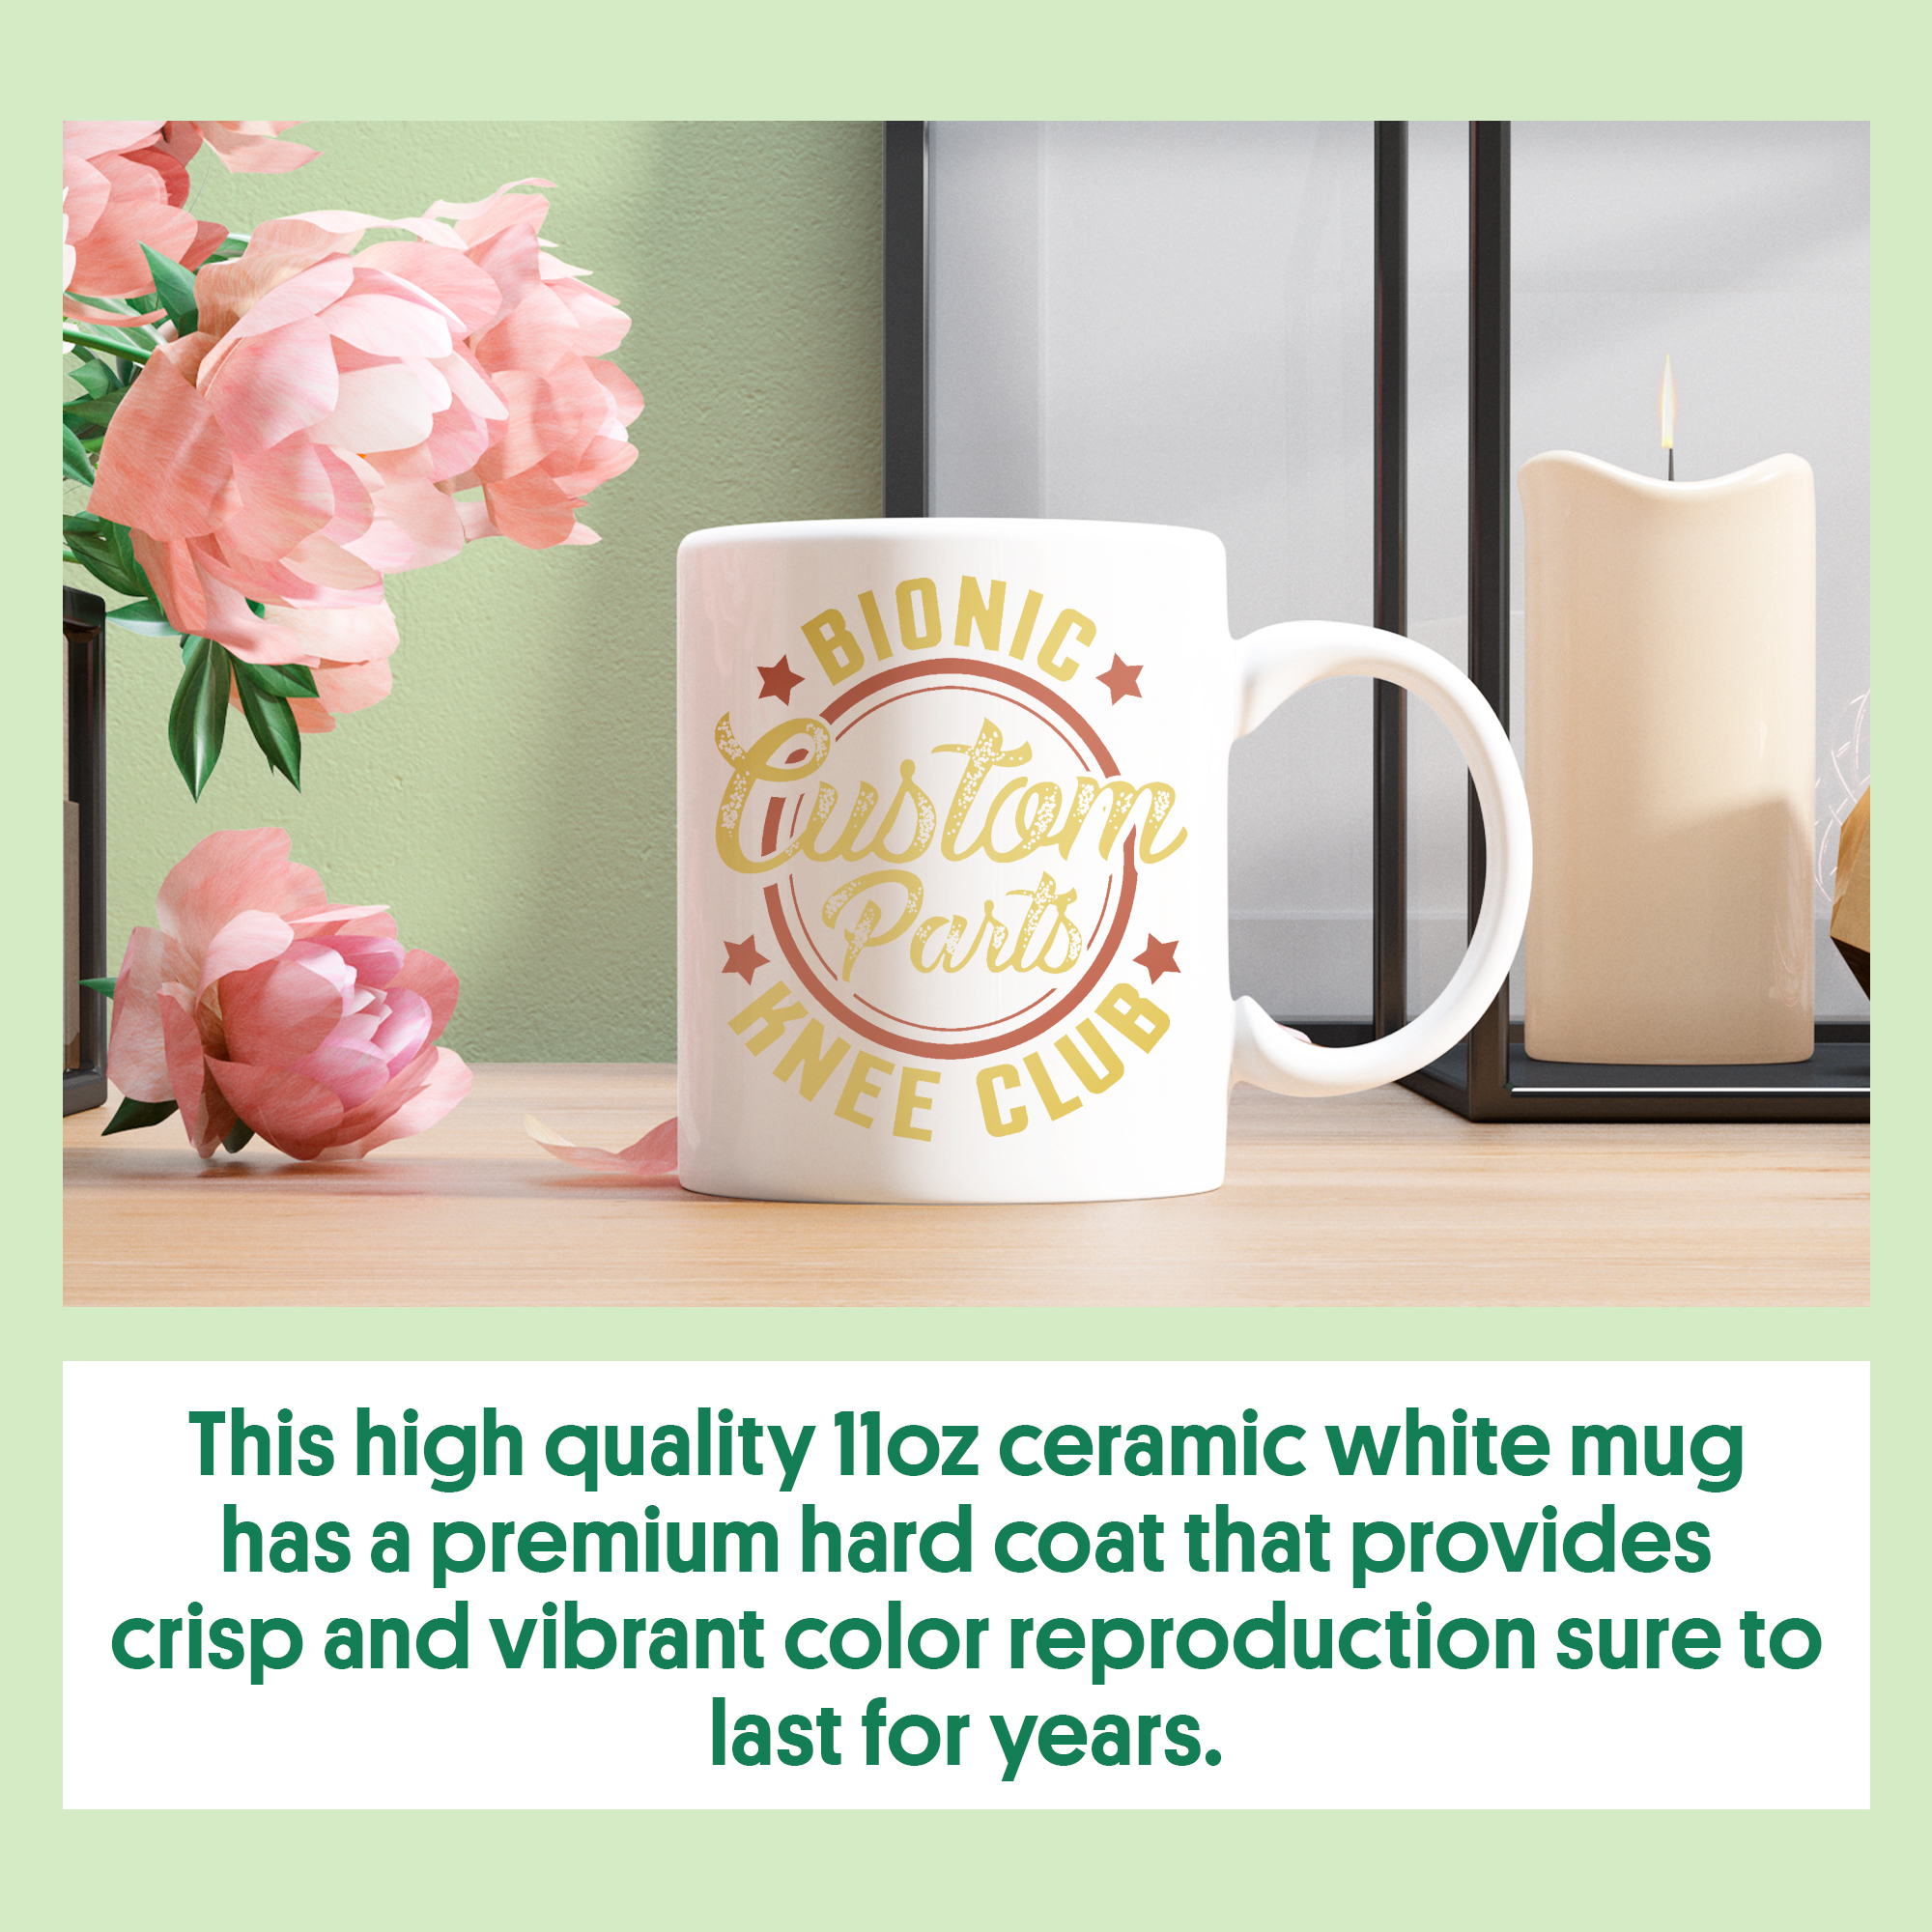 BIONIC
Custom
Parts
KNEE CLUB
This high quality 11oz ceramic white mug
has a premium hard coat that provides
crisp and vibrant color reproduction sure to
last for years.